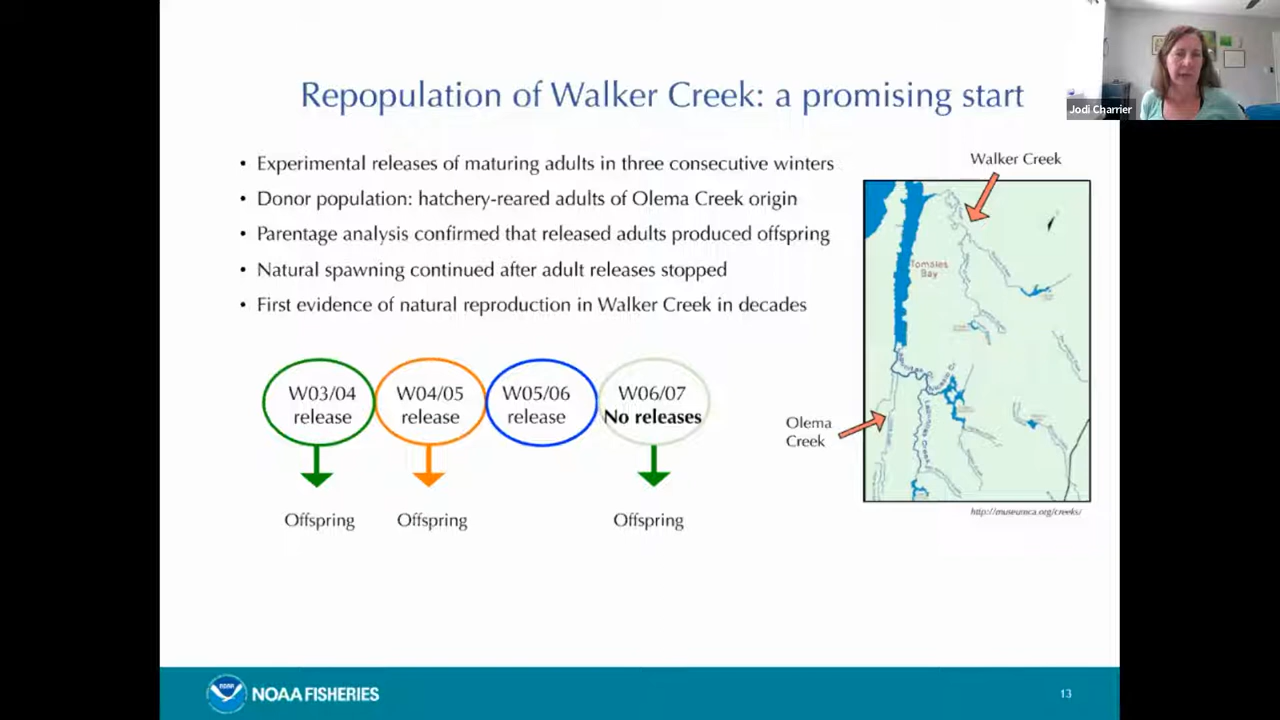 Repopulation of Walker Creek: a promising start
Jodi Charrier
• Experimental releases of maturing adults in three consecutive winters
• Donor population: hatchery-reared adults of Olema Creek origin
• Parentage analysis confirmed that released adults produced offspring
• Natural spawning continued after adult releases stopped
• First evidence of natural reproduction in Walker Creek in decades
Walker Creek
Tomales
Bay
Olema
Creek
http://museumca.org/creeks/
W03/04
release
W04/05
release
W05/06
release
W06/07
No releases
Offspring
Offspring
Offspring
NOAA FISHERIES
13